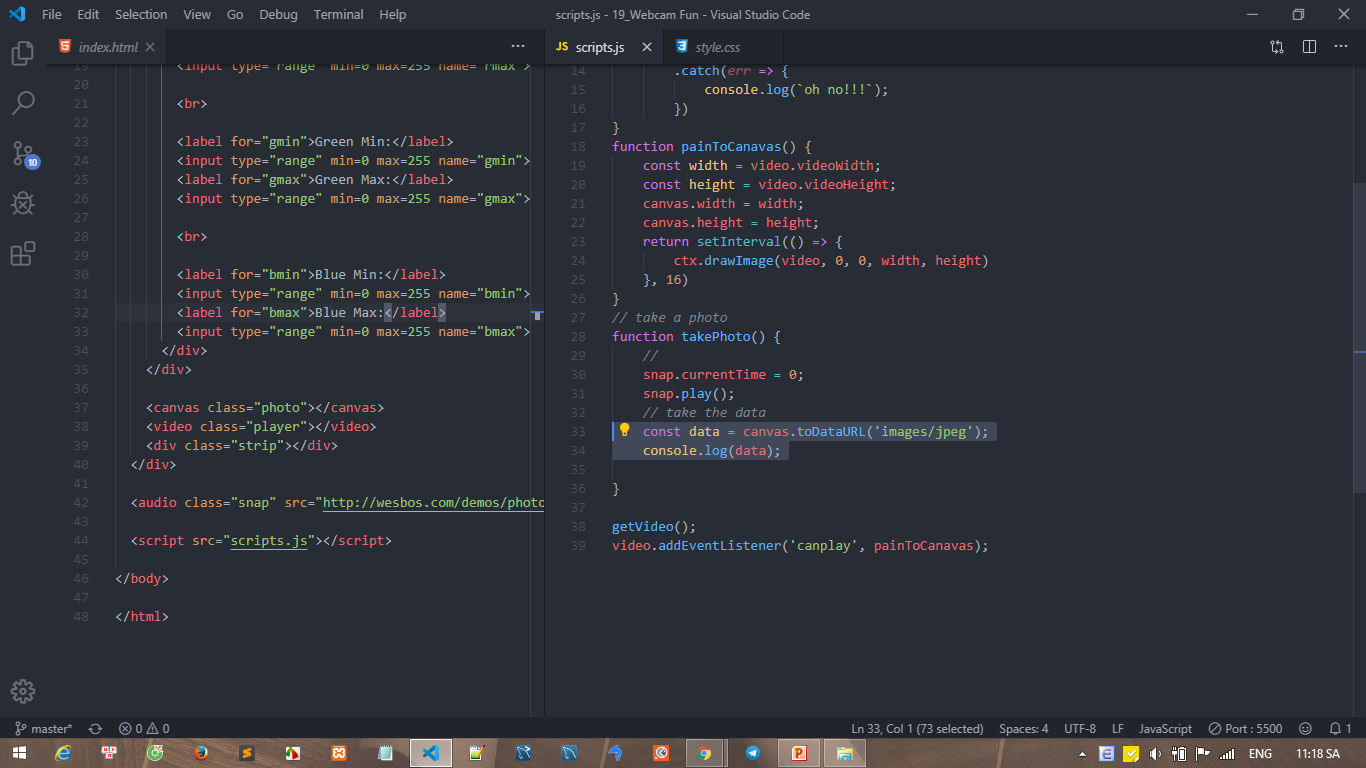 File Edit Selection View Go Debug Terminal Help
scripts.js - 19_Webcam Fun - Visual Studio Code
index.html
19 <input type="range" min=0 max=255 name="rmax">
20
21 <br>
22
23 <label for="gmin">Green Min:</label>
24 <input type="range" min=0 max=255 name="gmin">
25 <label for="gmax">Green Max:</label>
26 <input type="range" min=0 max=255 name="gmax">
27
28 <br>
29
30 <label for="bmin">Blue Min:</label>
31 <input type="range" min=0 max=255 name="bmin">
32 <label for="bmax">Blue Max:</label>
33 <input type="range" min=0 max=255 name="bmax">
34 </div>
35 </div>
36
37 <canvas class="photo"></canvas>
38 <video class="player"></video>
39 <div class="strip"></div>
40 </div>
41
42 <audio class="snap" src="http://wesbos.com/demos/photo
43
44 <script src="scripts.js"></script>
45
46 </body>
47
48 </html>
JS scripts.js
style.css
14 .catch(err => {
15 console.log(`oh no!!!`);
16 })
17 }
18 function painToCanavas() {
19 const width = video.videoWidth;
20 const height = video.videoHeight;
21 canvas.width = width;
22 canvas.height = height;
23 return setInterval(() => {
24 ctx.drawImage(video, 0, 0, width, height)
25 }, 16)
26 }
27 // take a photo
28 function takePhoto() {
29 //
30 snap.currentTime = 0;
31 snap.play();
32 // take the data
33 const data = canvas.toDataURL('images/jpeg');
34 console.log(data);
35
36 }
37
38 getVideo();
39 video.addEventListener('canplay', painToCanavas);
10
master* 0 0
Ln 33, Col 1 (73 selected) Spaces: 4 UTF-8 LF JavaScript Port : 5500 1
ENG 11:18 SA